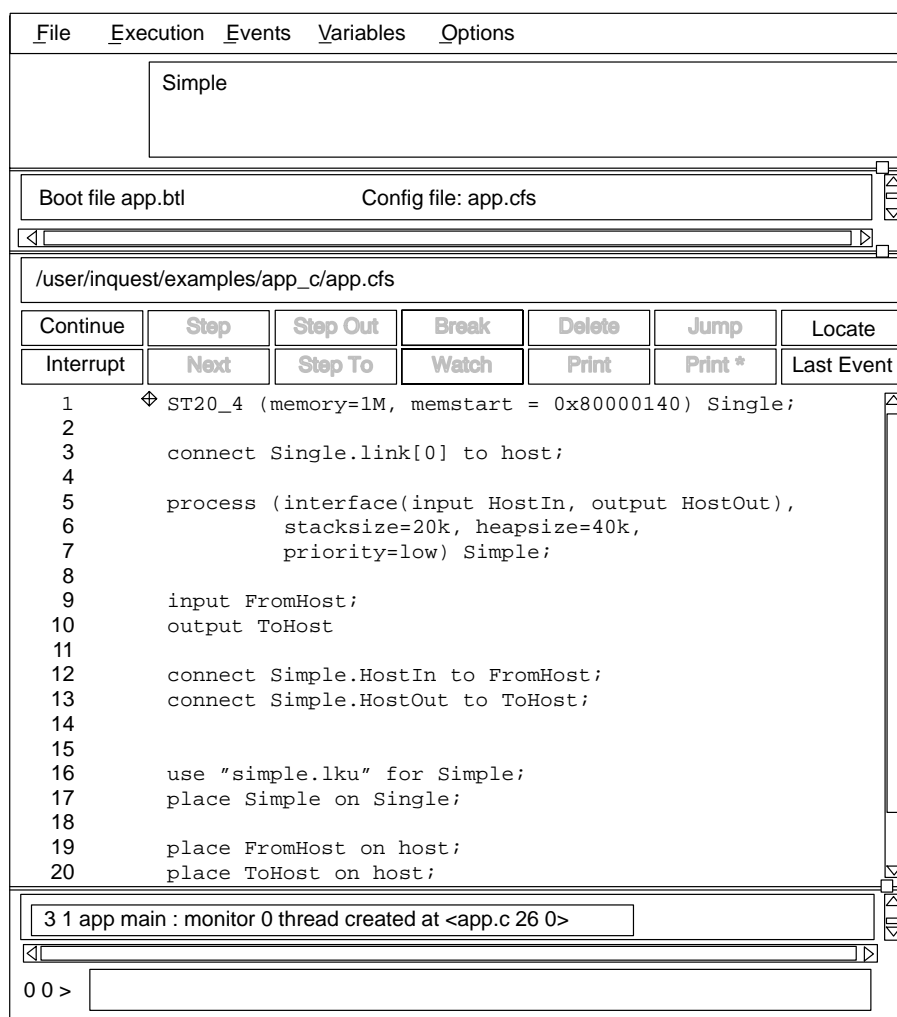 File Execution Events Variables Options
Simple
Boot file app.btl Config file: app.cfs
/user/inquest/examples/app_c/app.cfs
Continue Step Step Out Break Delete Jump Locate
Interrupt Next Step To Watch Print Print * Last Event
1 ST20_4 (memory=1M, memstart = 0x80000140) Single;
2
3 connect Single.link[0] to host;
4
5 process (interface(input HostIn, output HostOut),
6 stacksize=20k, heapsize=40k,
7 priority=low) Simple;
8
9 input FromHost;
10 output ToHost
11
12 connect Simple.HostIn to FromHost;
13 connect Simple.HostOut to ToHost;
14
15
16 use ″simple.lku″ for Simple;
17 place Simple on Single;
18
19 place FromHost on host;
20 place ToHost on host;
3 1 app main : monitor 0 thread created at <app.c 26 0>
0 0 >